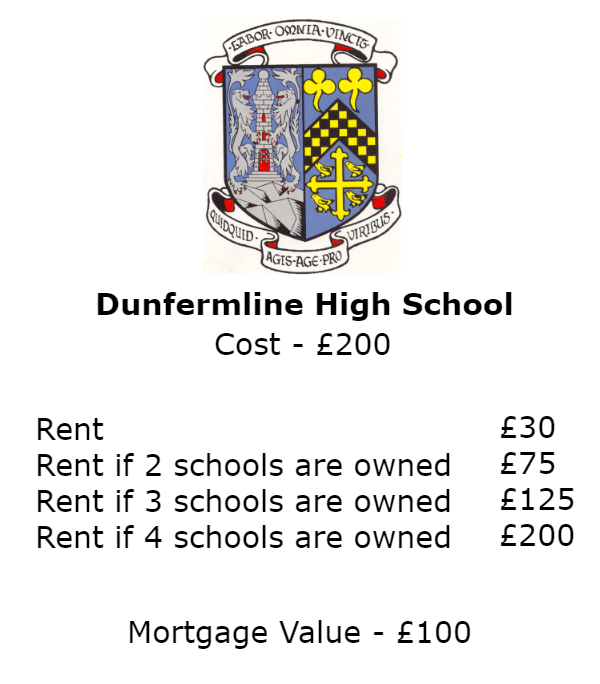 ·LABOR·OMNIA·VINCIT·
QUIDQUID·
AGIS·AGE·PRO
VIRIBUS·
Dunfermline High School
Cost - £200
Rent £30
Rent if 2 schools are owned £75
Rent if 3 schools are owned £125
Rent if 4 schools are owned £200
Mortgage Value - £100